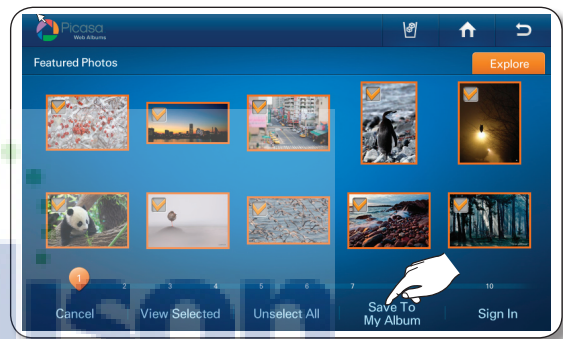 Picasa
Web Albums
Featured Photos
Explore
1 2 3 4 5 6 7 10
Cancel
View Selected
Unselect All
Save To
My Album
Sign In